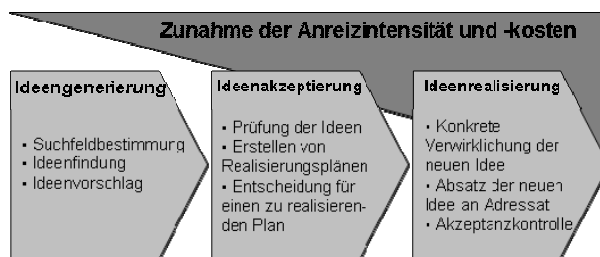 Zunahme der Anreizintensität und -kosten
Ideengenerierung
▪ Suchfeldbestimmung
▪ Ideenfindung
▪ Ideenvorschlag
Ideenakzeptierung
▪ Prüfung der Ideen
▪ Erstellen von
Realisierungsplänen
▪ Entscheidung für
einen zu realisieren-
den Plan
Ideenrealisierung
▪ Konkrete
Verwirklichung der
neuen Idee
▪ Absatz der neuen
Idee an Adressat
▪ Akzeptanzkontrolle